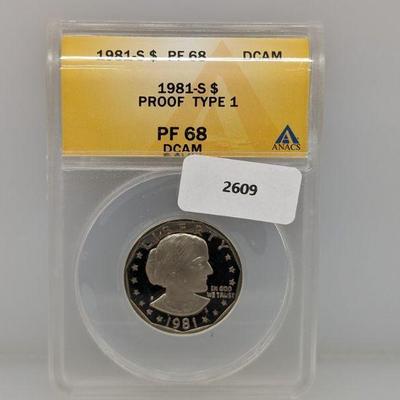 1981-S $ PF 68 DCAM
1981-S $
PROOF TYPE 1
PF 68
DCAM
ANACS
2609
LIBERTY
IN GOD
WE TRUST
1981